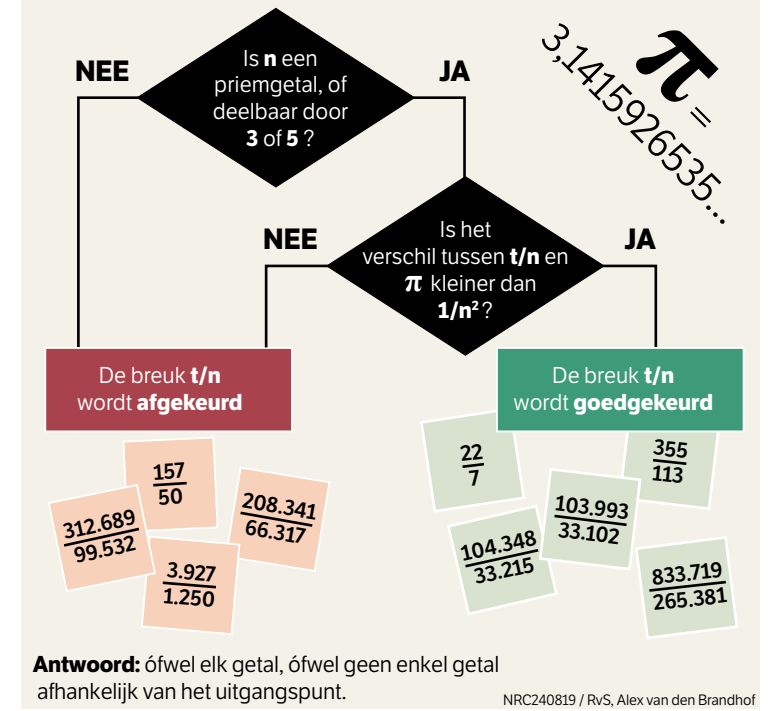 NEE
Is n een
priemgetal, of
deelbaar door
3 of 5 ?
JA
π =
3,1415926535...
NEE
Is het
verschil tussen t/n en
π kleiner dan
1/n² ?
JA
De breuk t/n
wordt afgekeurd
De breuk t/n
wordt goedgekeurd
157
50
312.689
99.532
208.341
66.317
3.927
1.250
22
7
355
113
103.993
33.102
104.348
33.215
833.719
265.381
Antwoord: ófwel elk getal, ófwel geen enkel getal
afhankelijk van het uitgangspunt.
NRC240819 / RvS, Alex van den Brandhof